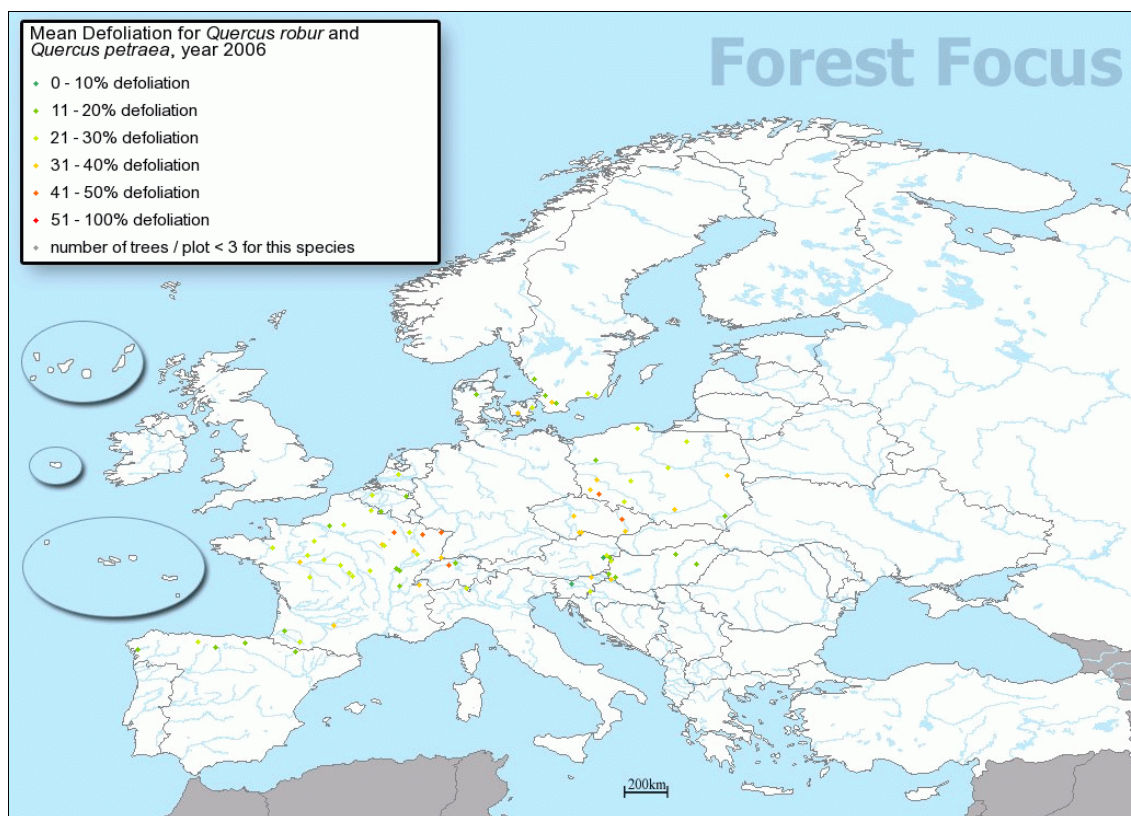 Mean Defoliation for Quercus robur and
Quercus petraea, year 2006
0 - 10% defoliation
11 - 20% defoliation
21 - 30% defoliation
31 - 40% defoliation
41 - 50% defoliation
51 - 100% defoliation
number of trees / plot < 3 for this species
Forest Focus
200km